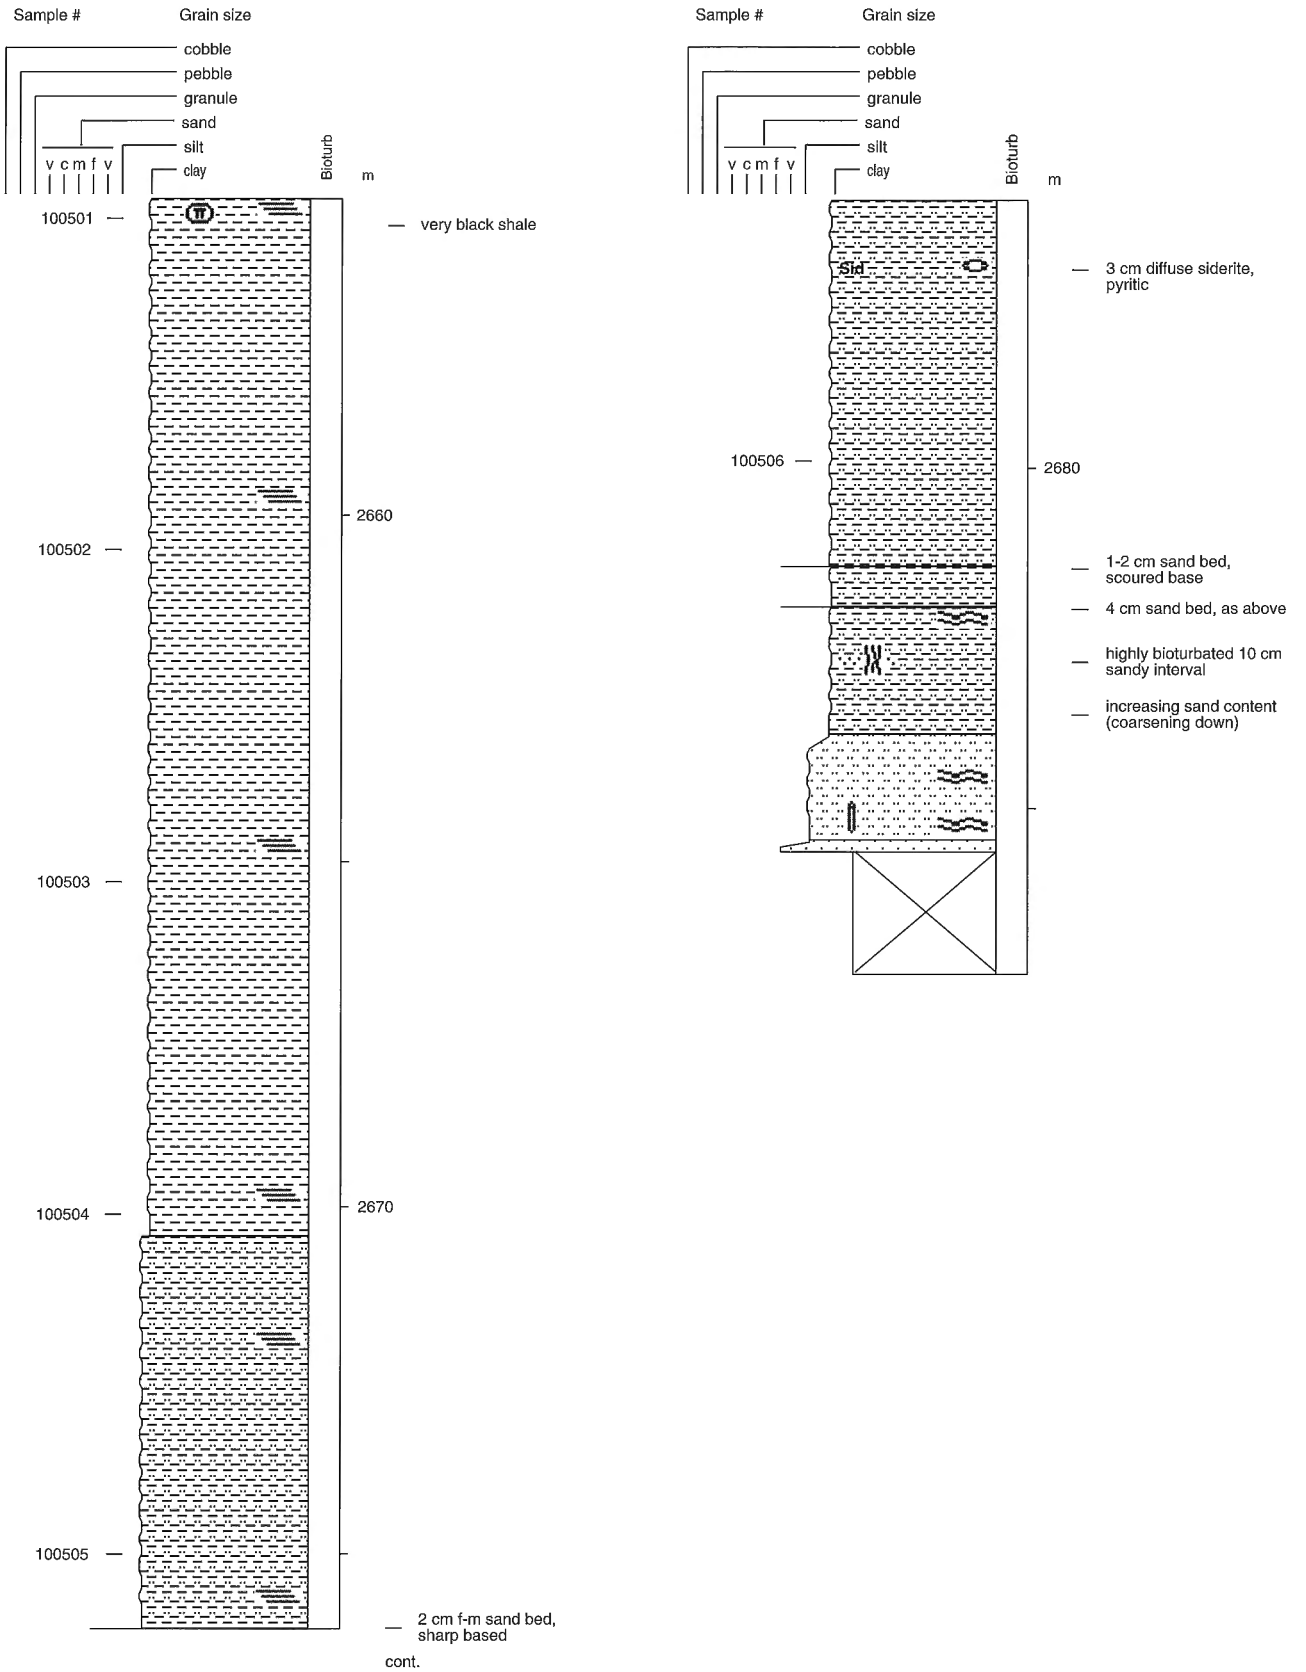 Sample #
Grain size
cobble
pebble
granule
sand
silt
v c m f v
clay
Bioturb
m
100501
very black shale
2660
100502
100503
2670
100504
100505
2 cm f-m sand bed,
sharp based
cont.
Sample #
Grain size
cobble
pebble
granule
sand
silt
v c m f v
clay
Bioturb
m
Sid
3 cm diffuse siderite,
pyritic
100506
2680
1-2 cm sand bed,
scoured base
4 cm sand bed, as above
highly bioturbated 10 cm
sandy interval
increasing sand content
(coarsening down)